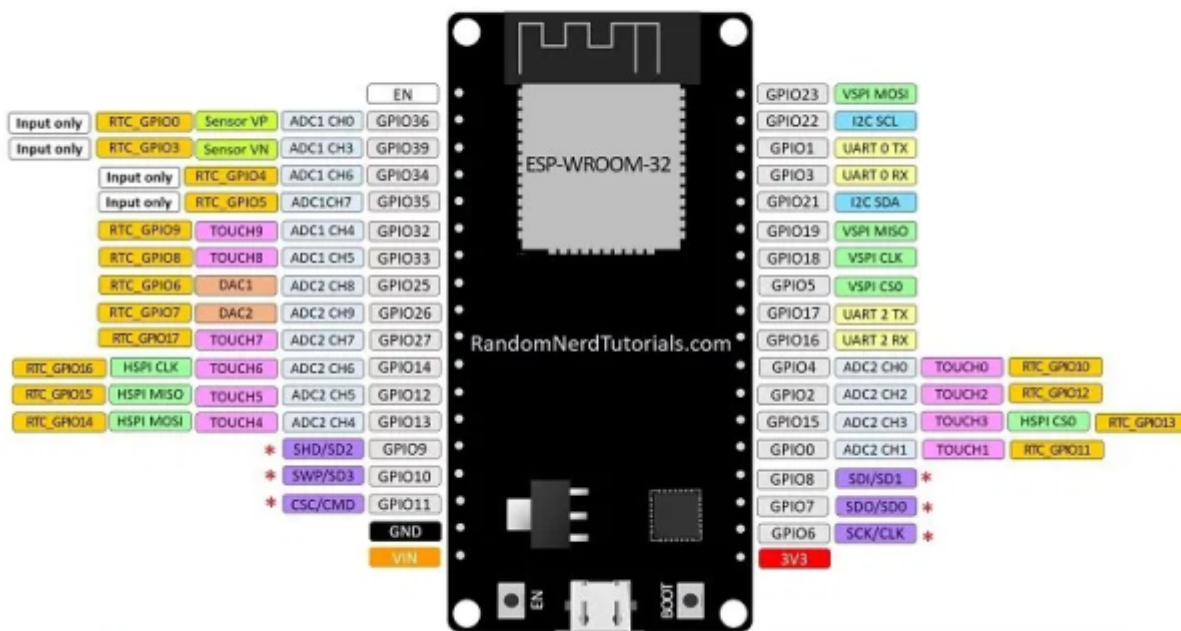 EN
GPIO23 VSPI MOSI
Input only RTC_GPIO0 Sensor VP ADC1 CH0 GPIO36
GPIO22 I2C SCL
Input only RTC_GPIO3 Sensor VN ADC1 CH3 GPIO39
GPIO1 UART 0 TX
Input only RTC_GPIO4 ADC1 CH6 GPIO34
ESP-WROOM-32
GPIO3 UART 0 RX
Input only RTC_GPIO5 ADC1CH7 GPIO35
GPIO21 I2C SDA
RTC_GPIO9 TOUCH9 ADC1 CH4 GPIO32
GPIO19 VSPI MISO
RTC_GPIO8 TOUCH8 ADC1 CH5 GPIO33
GPIO18 VSPI CLK
RTC_GPIO6 DAC1 ADC2 CH8 GPIO25
GPIO5 VSPI CS0
RTC_GPIO7 DAC2 ADC2 CH9 GPIO26
GPIO17 UART 2 TX
RTC_GPIO17 TOUCH7 ADC2 CH7 GPIO27
RandomNerdTutorials.com
GPIO16 UART 2 RX
RTC_GPIO16 HSPI CLK TOUCH6 ADC2 CH6 GPIO14
GPIO4 ADC2 CH0 TOUCH0 RTC_GPIO10
RTC_GPIO15 HSPI MISO TOUCH5 ADC2 CH5 GPIO12
GPIO2 ADC2 CH2 TOUCH2 RTC_GPIO12
RTC_GPIO14 HSPI MOSI TOUCH4 ADC2 CH4 GPIO13
GPIO15 ADC2 CH3 TOUCH3 HSPI CS0 RTC_GPIO13
* SHD/SD2 GPIO9
GPIO0 ADC2 CH1 TOUCH1 RTC_GPIO11
* SWP/SD3 GPIO10
GPIO8 SDI/SD1 *
* CSC/CMD GPIO11
GPIO7 SDO/SD0 *
GND
GPIO6 SCK/CLK *
VIN
3V3
EN
BOOT